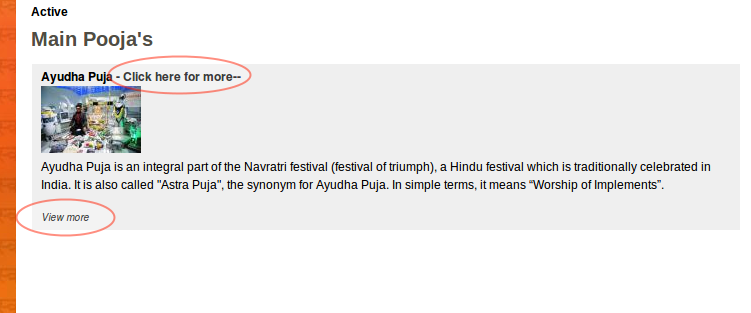 Active
Main Pooja's
Ayudha Puja - Click here for more--
Ayudha Puja is an integral part of the Navratri festival (festival of triumph), a Hindu festival which is traditionally celebrated in
India. It is also called "Astra Puja", the synonym for Ayudha Puja. In simple terms, it means “Worship of Implements”.
View more